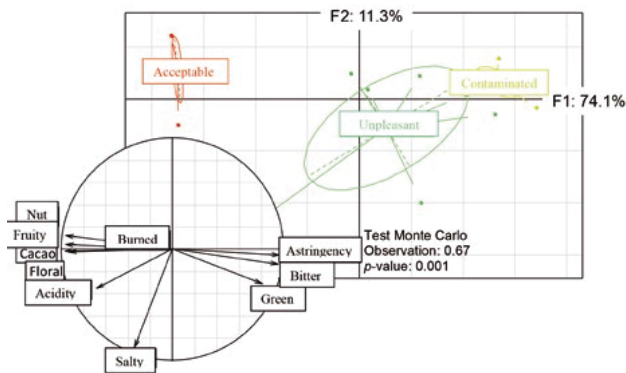 F2: 11.3%
Acceptable
Contaminated
F1: 74.1%
Unpleasant
Nut
Fruity
Burned
Cacao
Floral
Acidity
Salty
Astringency
Bitter
Green
Test Monte Carlo
Observation: 0.67
p-value: 0.001